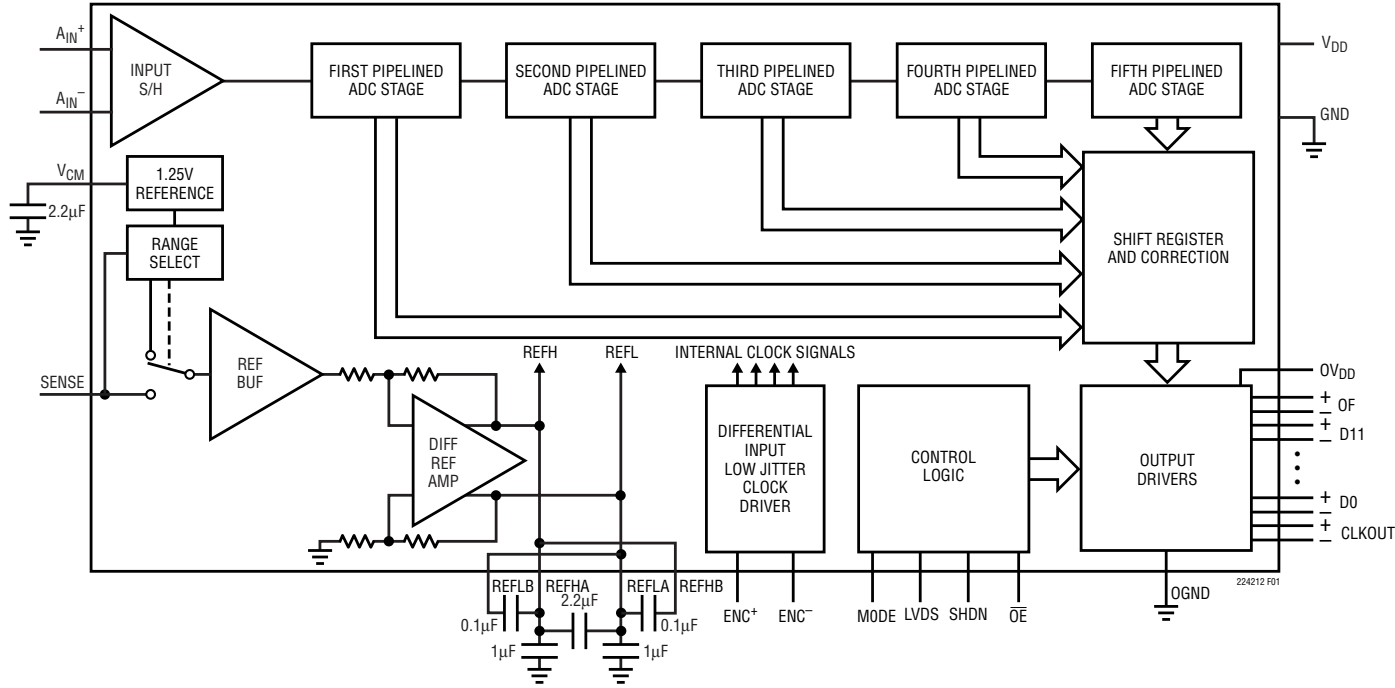 AIN+
INPUT
S/H
AIN−
FIRST PIPELINED
ADC STAGE
SECOND PIPELINED
ADC STAGE
THIRD PIPELINED
ADC STAGE
FOURTH PIPELINED
ADC STAGE
FIFTH PIPELINED
ADC STAGE
VDD
GND
VCM
2.2µF
1.25V
REFERENCE
RANGE
SELECT
SHIFT REGISTER
AND CORRECTION
SENSE
REF
BUF
DIFF
REF
AMP
REFH
REFL
INTERNAL CLOCK SIGNALS
DIFFERENTIAL
INPUT
LOW JITTER
CLOCK
DRIVER
CONTROL
LOGIC
OUTPUT
DRIVERS
OVDD
+
− OF
+
− D11
+
− D0
+
− CLKOUT
224212 F01
REFLB
REFHA
REFLA
REFHB
2.2µF
0.1µF
0.1µF
1µF
1µF
ENC+
ENC−
M0DE
LVDS
SHDN
O̅E̅
OGND